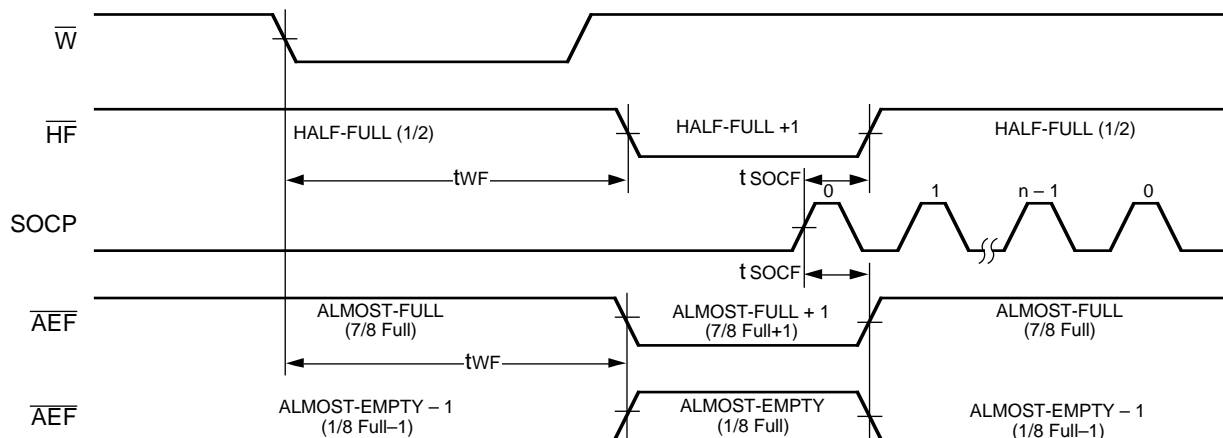 W
HF
HALF-FULL (1/2)
HALF-FULL +1
HALF-FULL (1/2)
tWF
t SOCF
SOCP
0
1
n – 1
0
t SOCF
AEF
ALMOST-FULL
(7/8 Full)
ALMOST-FULL + 1
(7/8 Full+1)
ALMOST-FULL
(7/8 Full)
tWF
AEF
ALMOST-EMPTY – 1
(1/8 Full–1)
ALMOST-EMPTY
(1/8 Full)
ALMOST-EMPTY – 1
(1/8 Full–1)